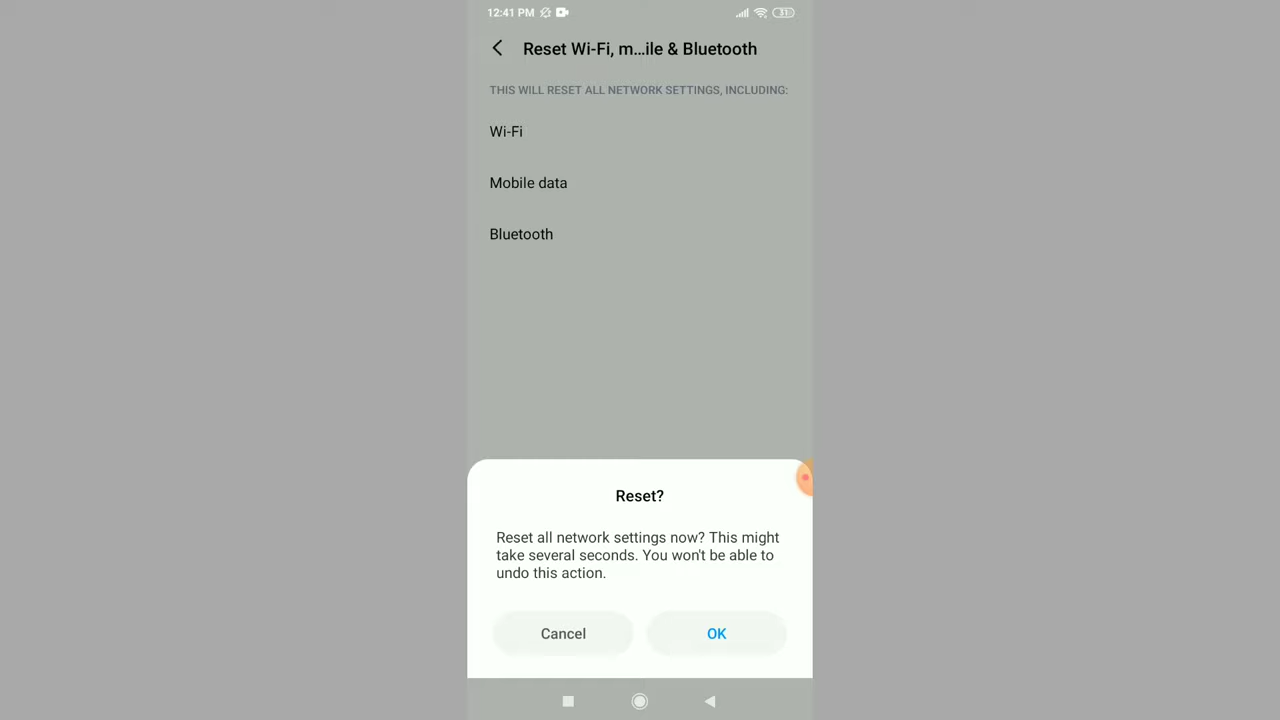 12:41 PM 31
Reset Wi-Fi, m...ile & Bluetooth
THIS WILL RESET ALL NETWORK SETTINGS, INCLUDING:
Wi-Fi
Mobile data
Bluetooth
Reset?
Reset all network settings now? This might
take several seconds. You won't be able to
undo this action.
Cancel OK